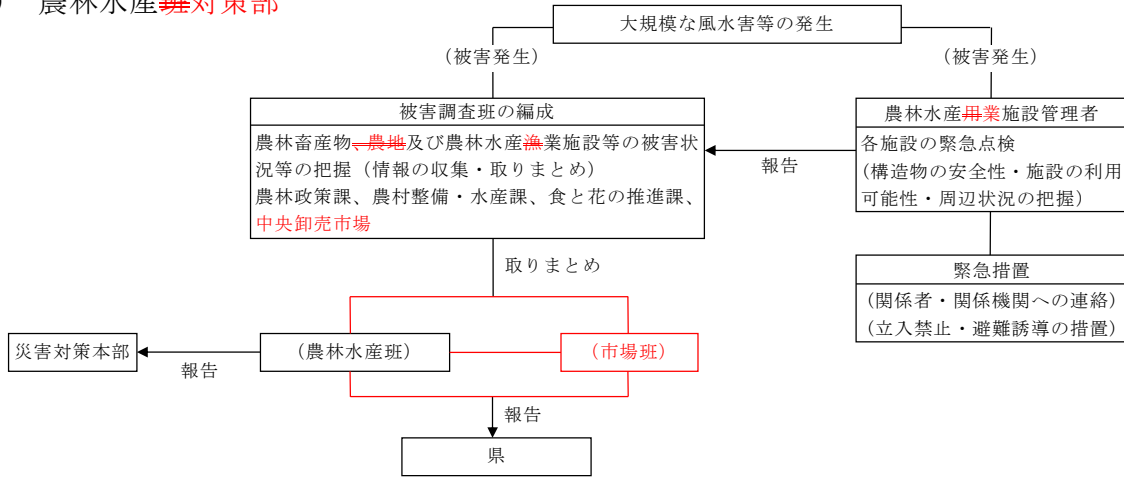 農林水産班対策部
大規模な風水害等の発生
(被害発生)
(被害発生)
被害調査班の編成
農林畜産物、農地及び農林水産漁業施設等の被害状
況等の把握(情報の収集・取りまとめ)
農林政策課、農村整備・水産課、食と花の推進課、
中央卸売市場
報告
農林水産用業施設管理者
各施設の緊急点検
(構造物の安全性・施設の利用
可能性・周辺状況の把握)
取りまとめ
緊急措置
(関係者・関係機関への連絡)
(立入禁止・避難誘導の措置)
災害対策本部
報告
(農林水産班)
(市場班)
報告
県